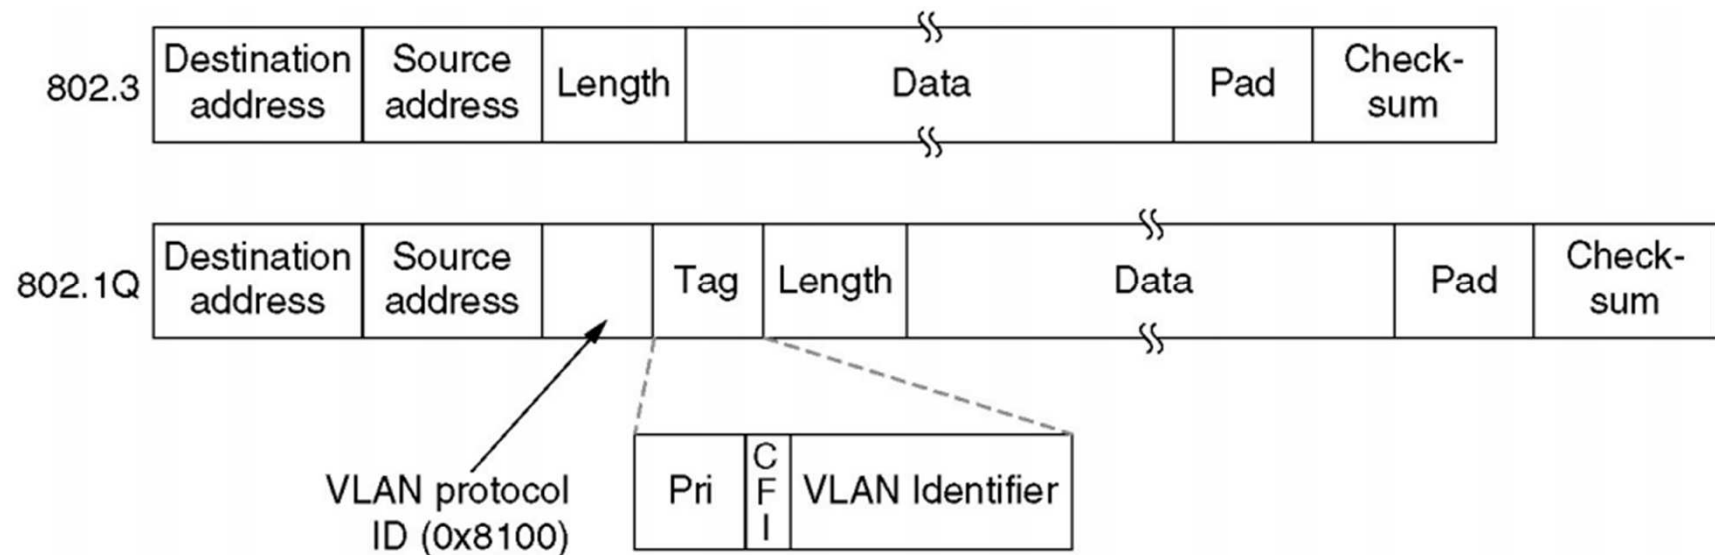 802.3
Destination
address
Source
address
Length
Data
Pad
Check-
sum
802.1Q
Destination
address
Source
address
Tag
Length
Data
Pad
Check-
sum
VLAN protocol
ID (0x8100)
Pri
C
F
I
VLAN Identifier